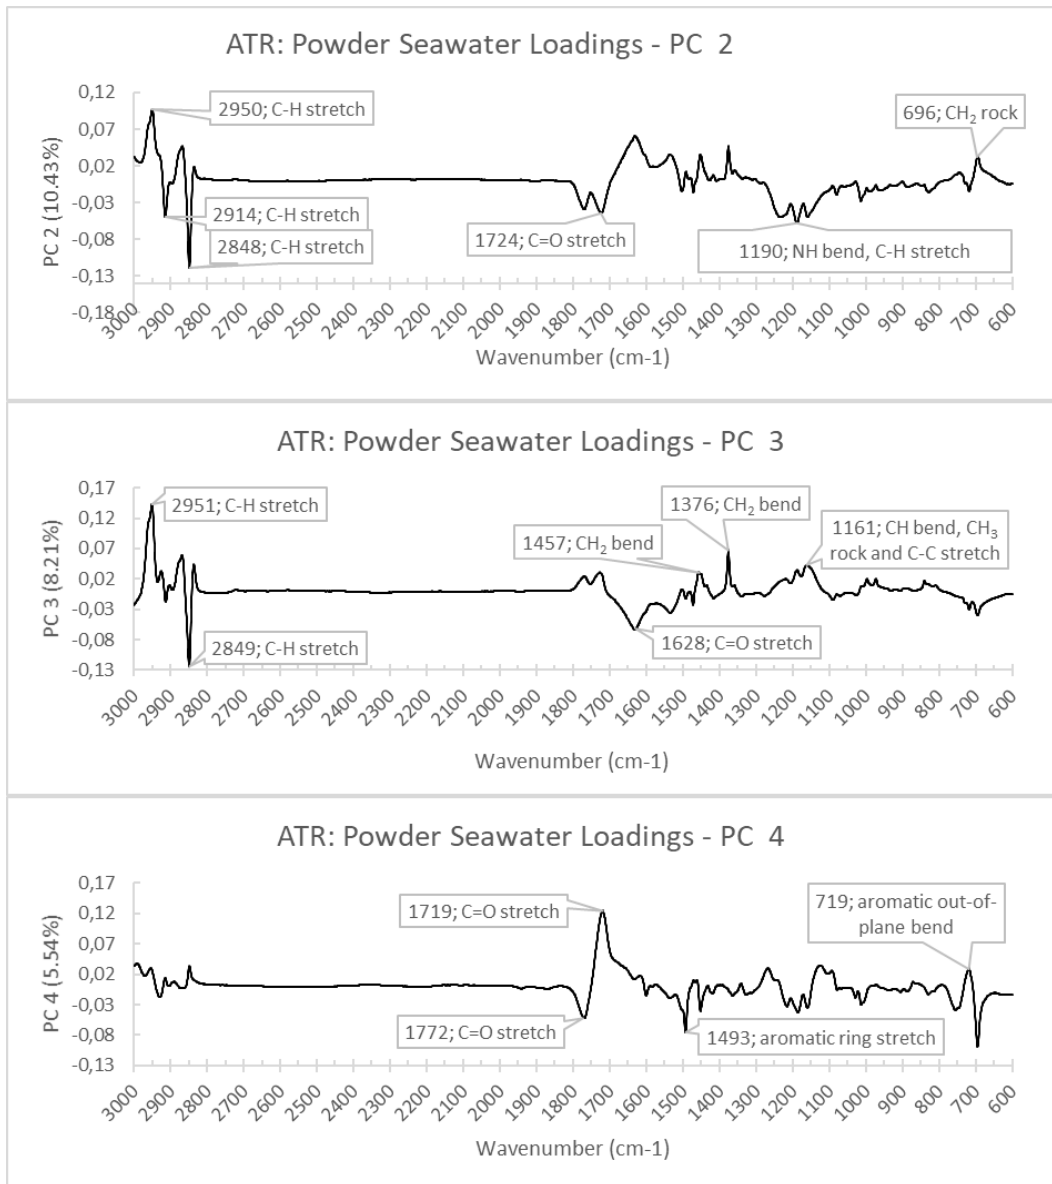 ATR: Powder Seawater Loadings - PC 2
PC 2 (10.43%)
0,12
0,07
0,02
-0,03
-0,08
-0,13
-0,18
2950; C-H stretch
2914; C-H stretch
2848; C-H stretch
1724; C=O stretch
696; CH₂ rock
1190; NH bend, C-H stretch
3000 2900 2800 2700 2600 2500 2400 2300 2200 2100 2000 1900 1800 1700 1600 1500 1400 1300 1200 1100 1000 900 800 700 600
Wavenumber (cm-1)
ATR: Powder Seawater Loadings - PC 3
PC 3 (8.21%)
0,17
0,12
0,07
0,02
-0,03
-0,08
-0,13
2951; C-H stretch
2849; C-H stretch
1457; CH₂ bend
1376; CH₂ bend
1161; CH bend, CH₃
rock and C-C stretch
1628; C=O stretch
3000 2900 2800 2700 2600 2500 2400 2300 2200 2100 2000 1900 1800 1700 1600 1500 1400 1300 1200 1100 1000 900 800 700 600
Wavenumber (cm-1)
ATR: Powder Seawater Loadings - PC 4
PC 4 (5.54%)
0,17
0,12
0,07
0,02
-0,03
-0,08
-0,13
1719; C=O stretch
1772; C=O stretch
719; aromatic out-of-
plane bend
1493; aromatic ring stretch
3000 2900 2800 2700 2600 2500 2400 2300 2200 2100 2000 1900 1800 1700 1600 1500 1400 1300 1200 1100 1000 900 800 700 600
Wavenumber (cm-1)